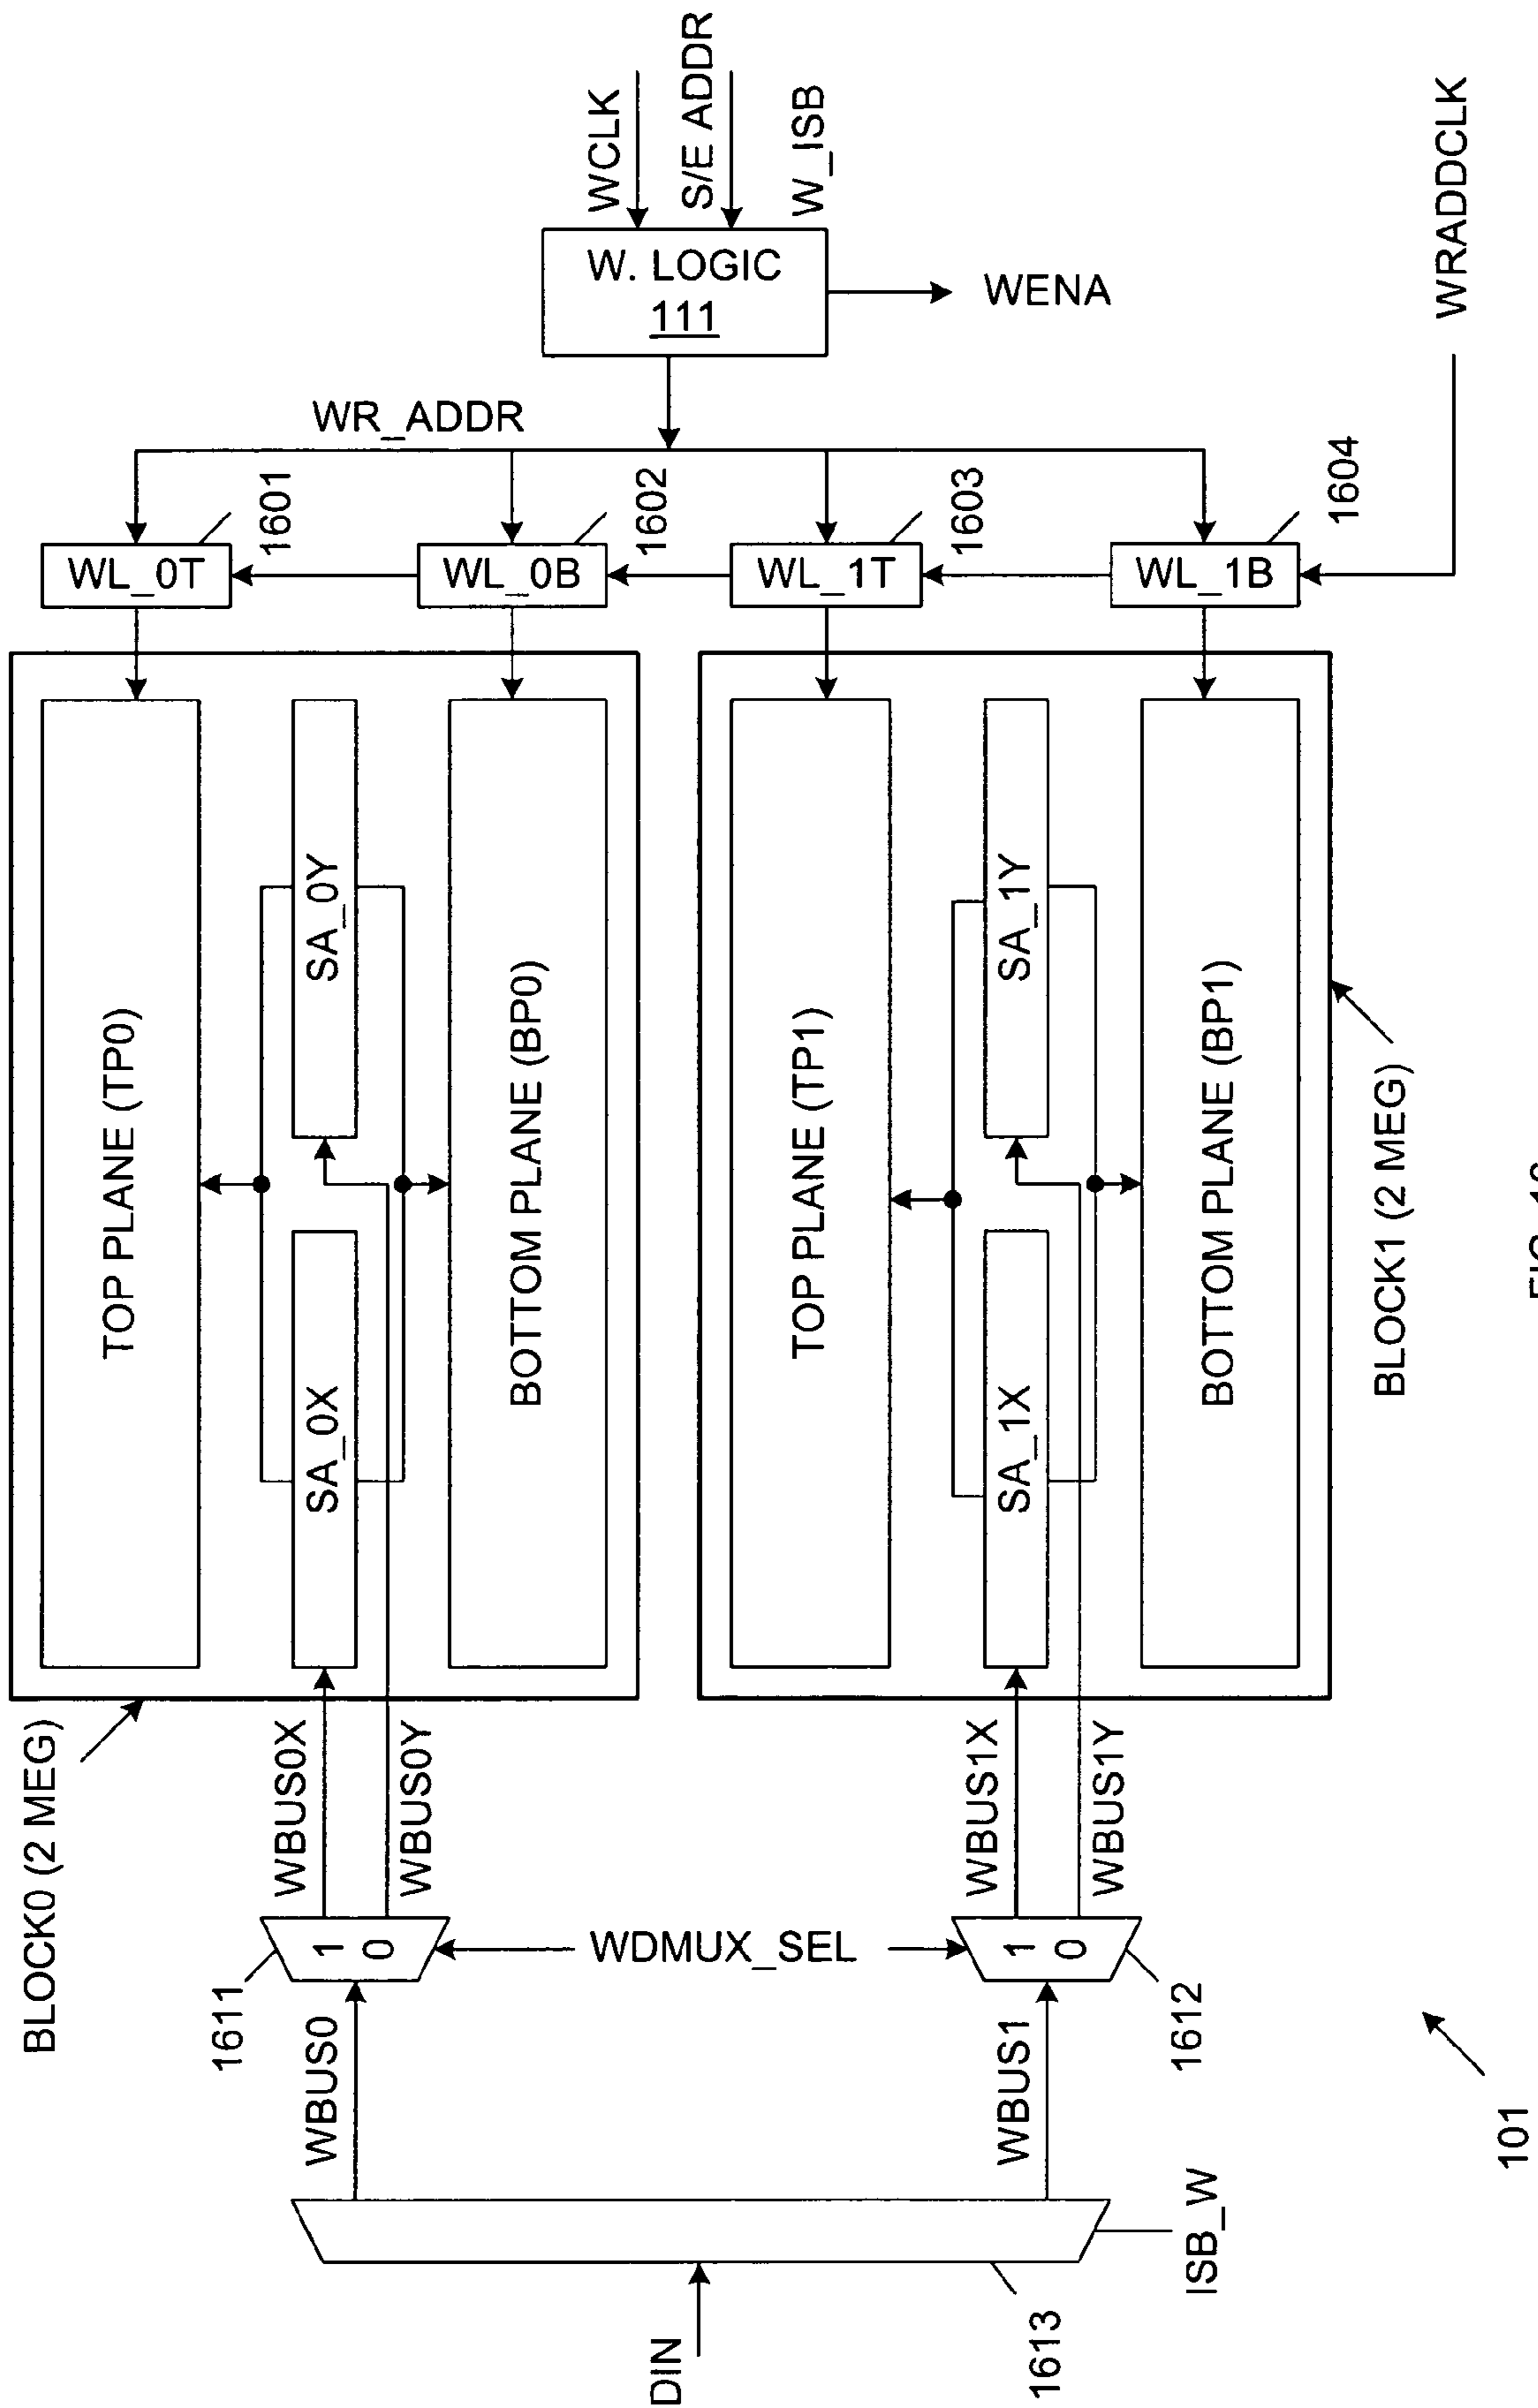 WCLK
S/E ADDR
W_ISB
W. LOGIC
111
WENA
WRADDCLK
WR_ADDR
1601
1602
1603
1604
WL_0T
WL_0B
WL_1T
WL_1B
TOP PLANE (TP0)
SA_0X
SA_0Y
BOTTOM PLANE (BP0)
TOP PLANE (TP1)
SA_1X
SA_1Y
BOTTOM PLANE (BP1)
BLOCK0 (2 MEG)
BLOCK1 (2 MEG)
WBUS0X
WBUS0Y
WBUS1X
WBUS1Y
1
0
WDMUX_SEL
1
0
1611
1612
WBUS0
WBUS1
DIN
1613
ISB_W
101